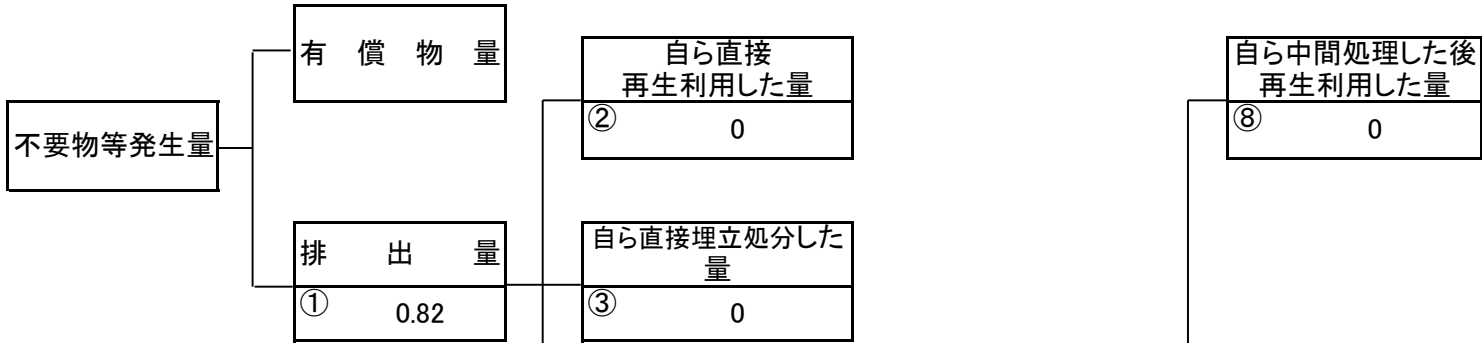 有償物量
自ら直接
再生利用した量
② 0
自ら中間処理した後
再生利用した量
⑧ 0
不要物等発生量
排出量
① 0.82
自ら直接埋立処分した
量
③ 0